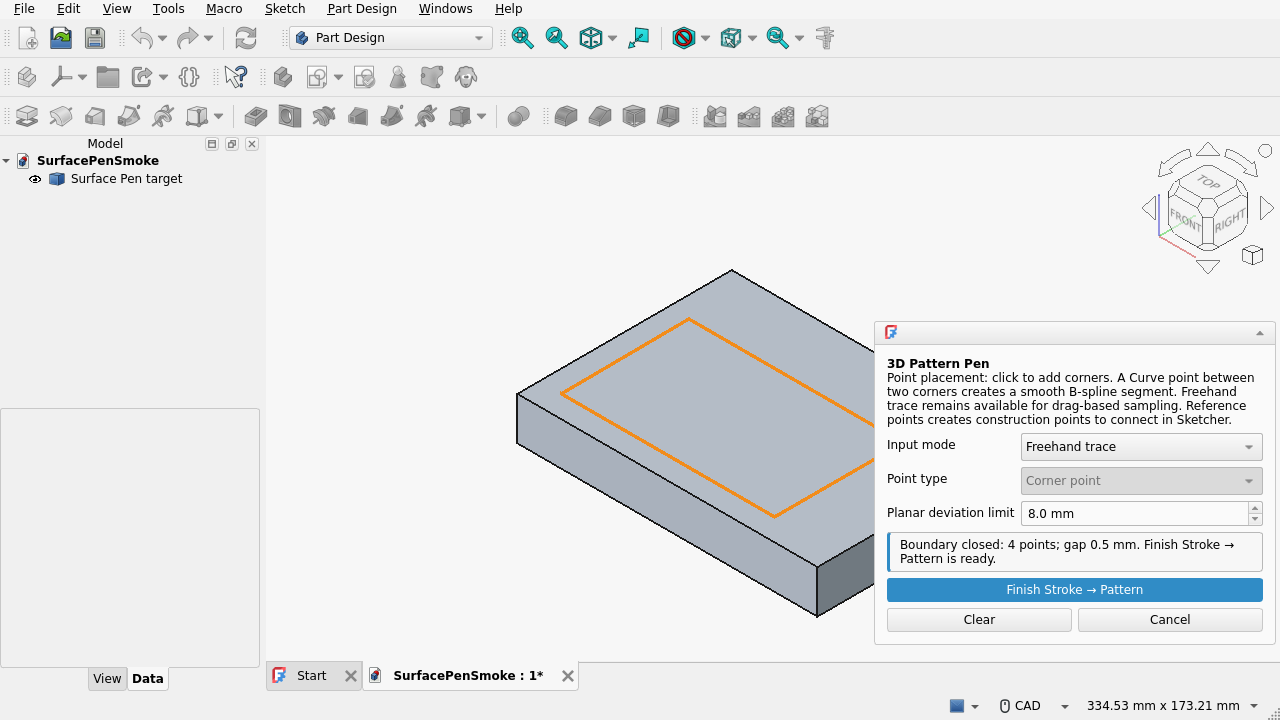 File Edit View Tools Macro Sketch Part Design Windows Help
Part Design
Model
SurfacePenSmoke
Surface Pen target
TOP
FRONT
RIGHT
3D Pattern Pen
Point placement: click to add corners. A Curve point between
two corners creates a smooth B-spline segment. Freehand
trace remains available for drag-based sampling. Reference
points creates construction points to connect in Sketcher.
Input mode Freehand trace
Point type Corner point
Planar deviation limit 8.0 mm
Boundary closed: 4 points; gap 0.5 mm. Finish Stroke →
Pattern is ready.
Finish Stroke → Pattern
Clear Cancel
View Data
Start SurfacePenSmoke : 1*
CAD 334.53 mm x 173.21 mm